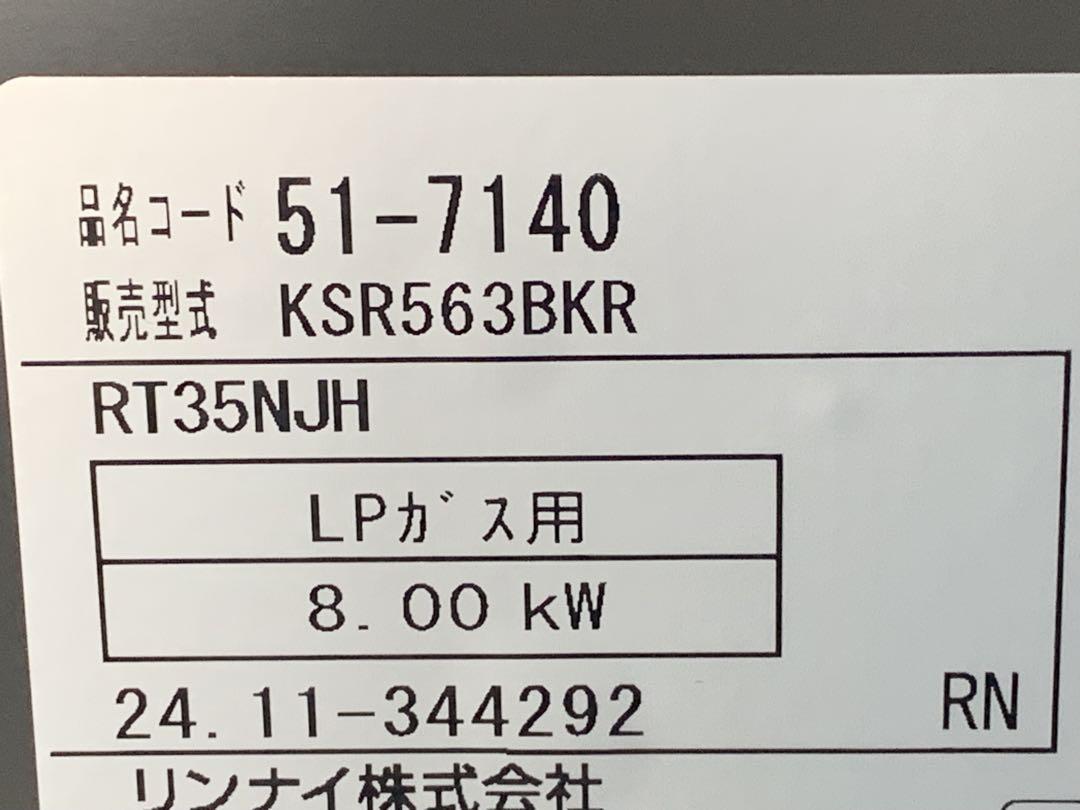 品名コード 51-7140
販売型式 KSR563BKR
RT35NJH
LPガス用
8.00 kW
24.11-344292 RN
リンナイ株式会社